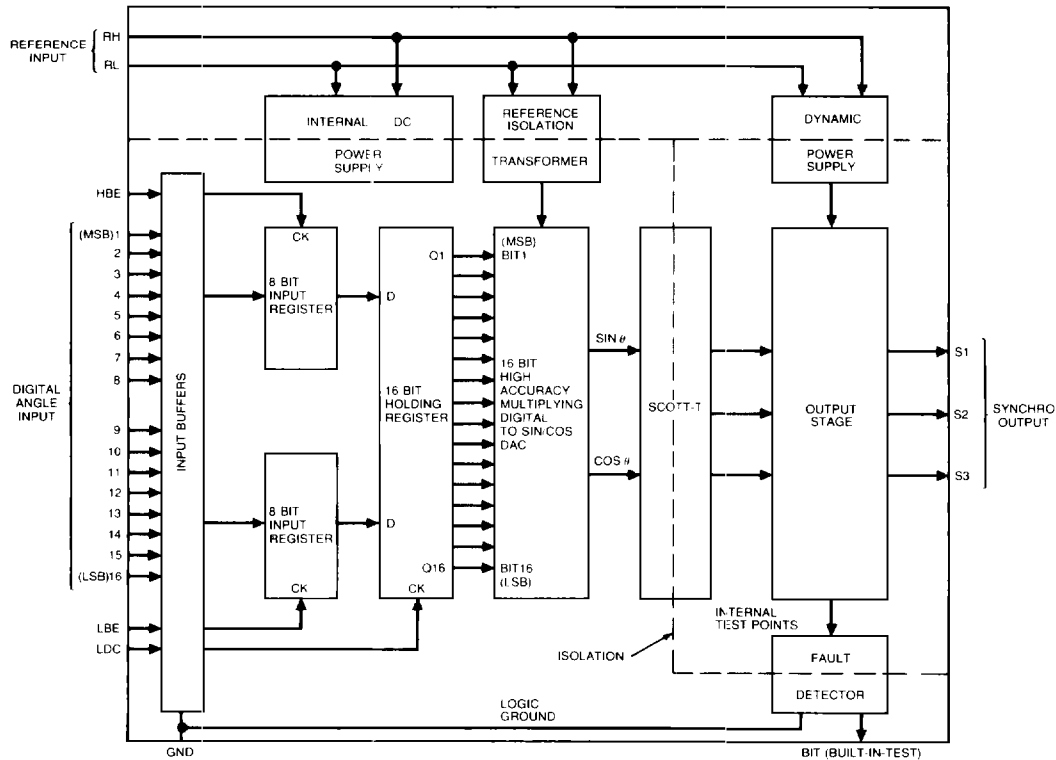 REFERENCE
INPUT
RH
RL
INTERNAL DC
POWER
SUPPLY
REFERENCE
ISOLATION
TRANSFORMER
DYNAMIC
POWER
SUPPLY
HBE
DIGITAL
ANGLE
INPUT
(MSB)1
2
3
4
5
6
7
8
9
10
11
12
13
14
15
(LSB)16
LBE
LDC
INPUT BUFFERS
CK
8 BIT
INPUT
REGISTER
8 BIT
INPUT
REGISTER
CK
Q1
D
16 BIT
HOLDING
REGISTER
D
Q16
CK
(MSB)
BIT1
16 BIT
HIGH
ACCURACY
MULTIPLYING
DIGITAL
TO SIN/COS
DAC
BIT16
(LSB)
SIN θ
COS θ
SCOTT-T
OUTPUT
STAGE
S1
S2
S3
SYNCHRO
OUTPUT
INTERNAL
TEST POINTS
ISOLATION
FAULT
DETECTOR
LOGIC
GROUND
GND
BIT (BUILT-IN-TEST)